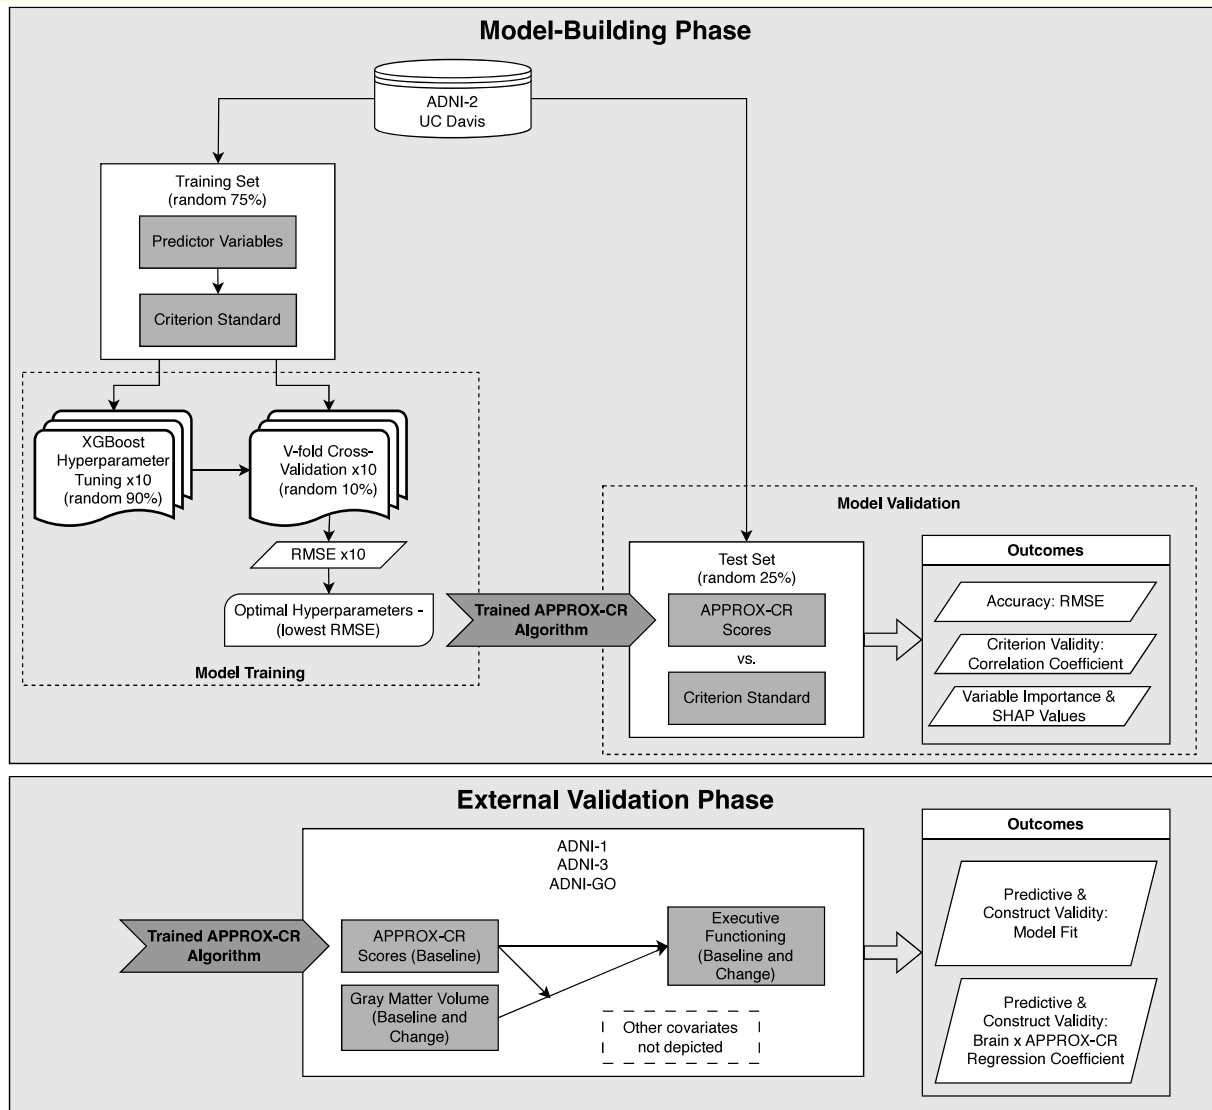 Model-Building Phase
ADNI-2
UC Davis
Training Set
(random 75%)
Predictor Variables
Criterion Standard
XGBoost
Hyperparameter
Tuning x10
(random 90%)
V-fold Cross-
Validation x10
(random 10%)
RMSE x10
Optimal Hyperparameters -
(lowest RMSE)
Model Training
Trained APPROX-CR
Algorithm
Model Validation
Test Set
(random 25%)
APPROX-CR
Scores
vs.
Criterion Standard
Outcomes
Accuracy: RMSE
Criterion Validity:
Correlation Coefficient
Variable Importance &
SHAP Values
External Validation Phase
ADNI-1
ADNI-3
ADNI-GO
Trained APPROX-CR
Algorithm
APPROX-CR
Scores (Baseline)
Gray Matter Volume
(Baseline and
Change)
Executive
Functioning
(Baseline and
Change)
Other covariates
not depicted
Outcomes
Predictive &
Construct Validity:
Model Fit
Predictive &
Construct Validity:
Brain x APPROX-CR
Regression Coefficient